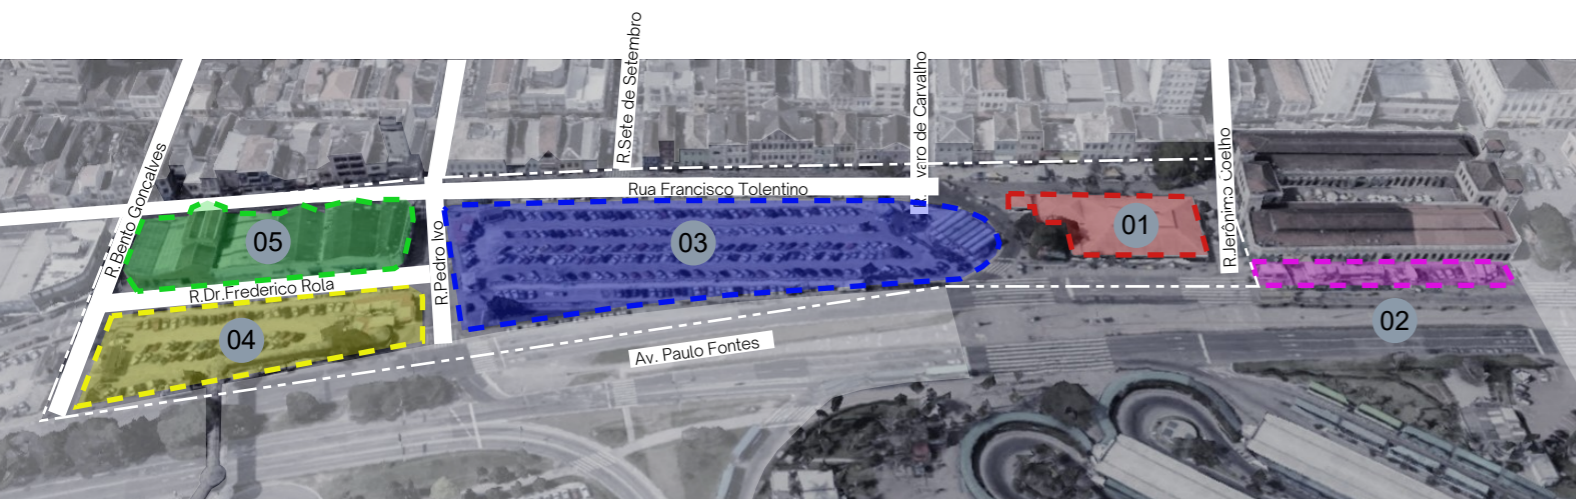 R.Sete de Setembro
varo de Carvalho
R.Bento Gonçalves
Rua Francisco Tolentino
R.Jerônimo Coelho
01
05
03
R.Pedro Ivo
R.Dr.Frederico Rola
02
04
Av. Paulo Fontes